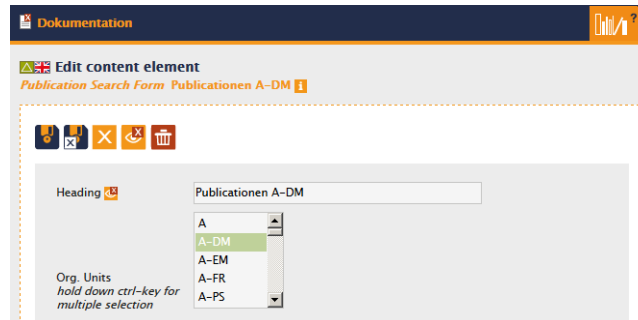 Dokumentation
?
Edit content element
Publication Search Form Publicationen A-DM i
Heading
Publicationen A-DM
A
A-DM
A-EM
A-FR
A-PS
Org. Units
hold down ctrl-key for
multiple selection